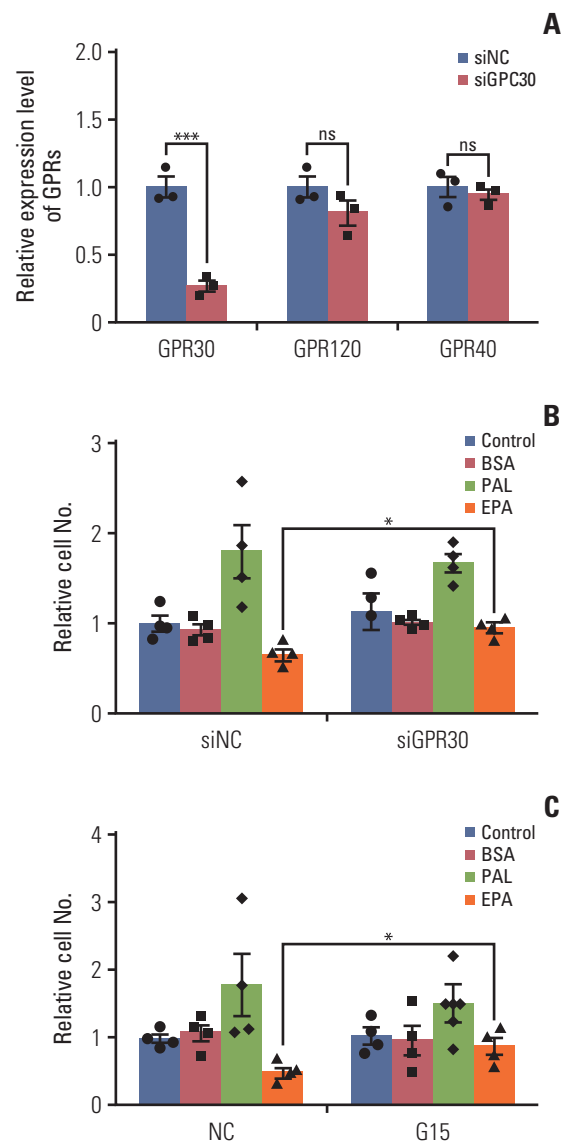 A
siNC
siGPC30
Relative expression level
of GPRs
2.0
1.5
1.0
0.5
0
***
ns
ns
GPR30
GPR120
GPR40
B
Control
BSA
PAL
EPA
Relative cell No.
3
2
1
0
*
siNC
siGPR30
C
Control
BSA
PAL
EPA
Relative cell No.
4
3
2
1
0
*
NC
G15